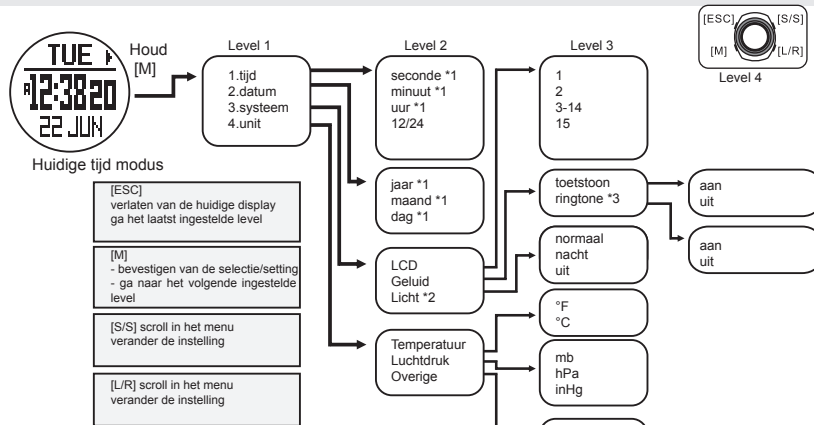 TUE
A12:38 20
22 JUN
Huidige tijd modus
Houd
[M]
Level 1
1.tijd
2.datum
3.systeem
4.unit
Level 2
seconde *1
minuut *1
uur *1
12/24
jaar *1
maand *1
dag *1
LCD
Geluid
Licht *2
Temperatuur
Luchtdruk
Overige
Level 3
1
2
3-14
15
toetstoon
ringtone *3
normaal
nacht
uit
°F
°C
mb
hPa
inHg
[ESC]
[S/S]
[M]
[L/R]
Level 4
aan
uit
aan
uit
[ESC]
verlaten van de huidige display
ga het laatst ingestelde level
[M]
- bevestigen van de selectie/setting
- ga naar het volgende ingestelde
level
[S/S] scroll in het menu
verander de instelling
[L/R] scroll in het menu
verander de instelling